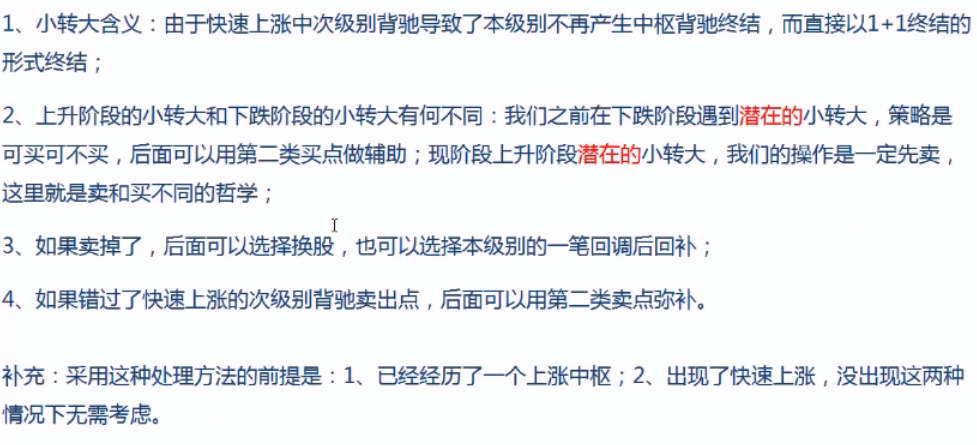 1、小转大含义：由于快速上涨中次级别背驰导致了本级别不再产生中枢背驰终结，而直接以1+1终结的
形式终结；
2、上升阶段的小转大和下跌阶段的小转大有何不同：我们之前在下跌阶段遇到潜在的小转大，策略是
可买可不买，后面可以用第二类买点做辅助；现阶段上升阶段潜在的小转大，我们的操作是一定先卖，
这里就是卖和买不同的哲学；
3、如果卖掉了，后面可以选择换股，也可以选择本级别的一笔回调后回补；
4、如果错过了快速上涨的次级别背驰卖出点，后面可以用第二类卖点弥补。
补充：采用这种处理方法的前提是：1、已经经历了一个上涨中枢；2、出现了快速上涨，没出现这两种
情况下无需考虑。